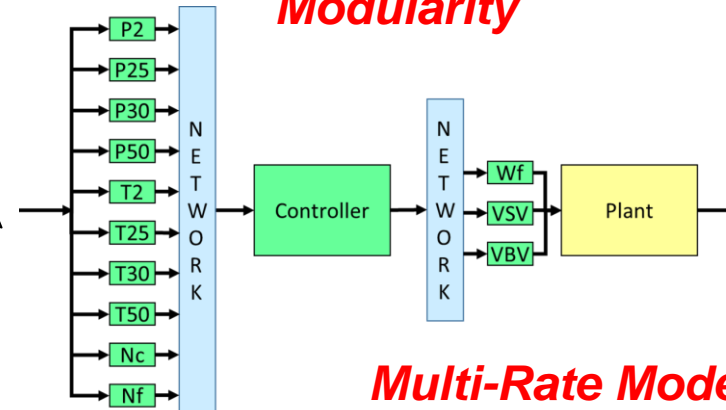 Modularity
P2
P25
P30
P50
T2
T25
T30
T50
Nc
Nf
NETWORK
Controller
NETWORK
Wf
VSV
VBV
Plant
Multi-Rate Mode